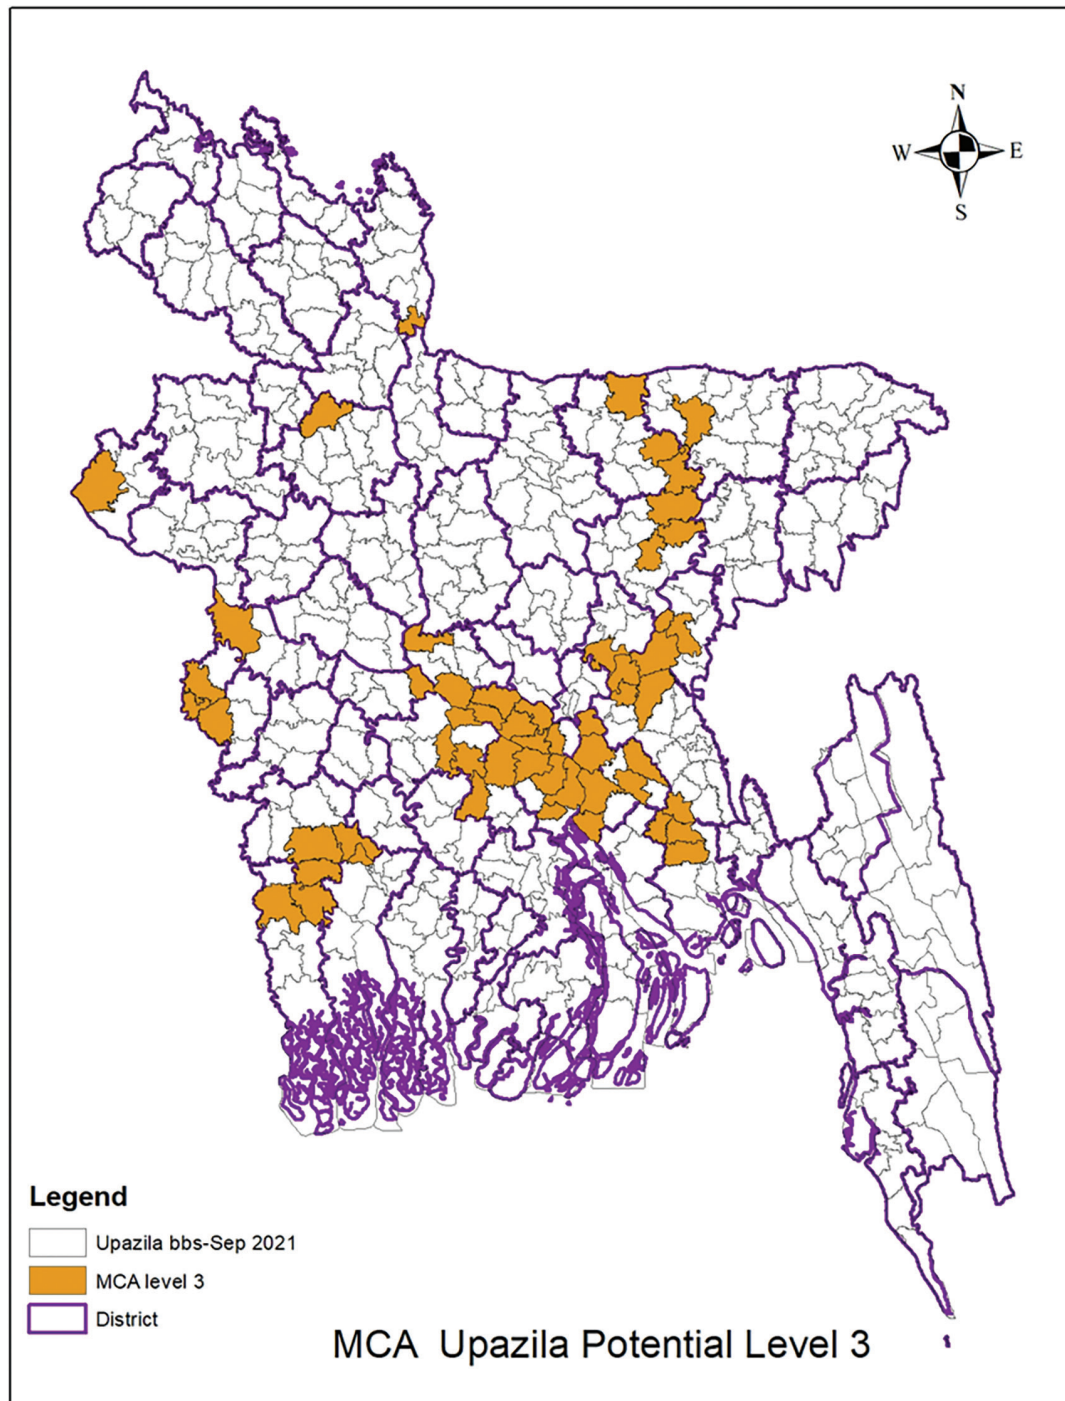 N
W E
S
Legend
Upazila bbs-Sep 2021
MCA level 3
District
MCA Upazila Potential Level 3